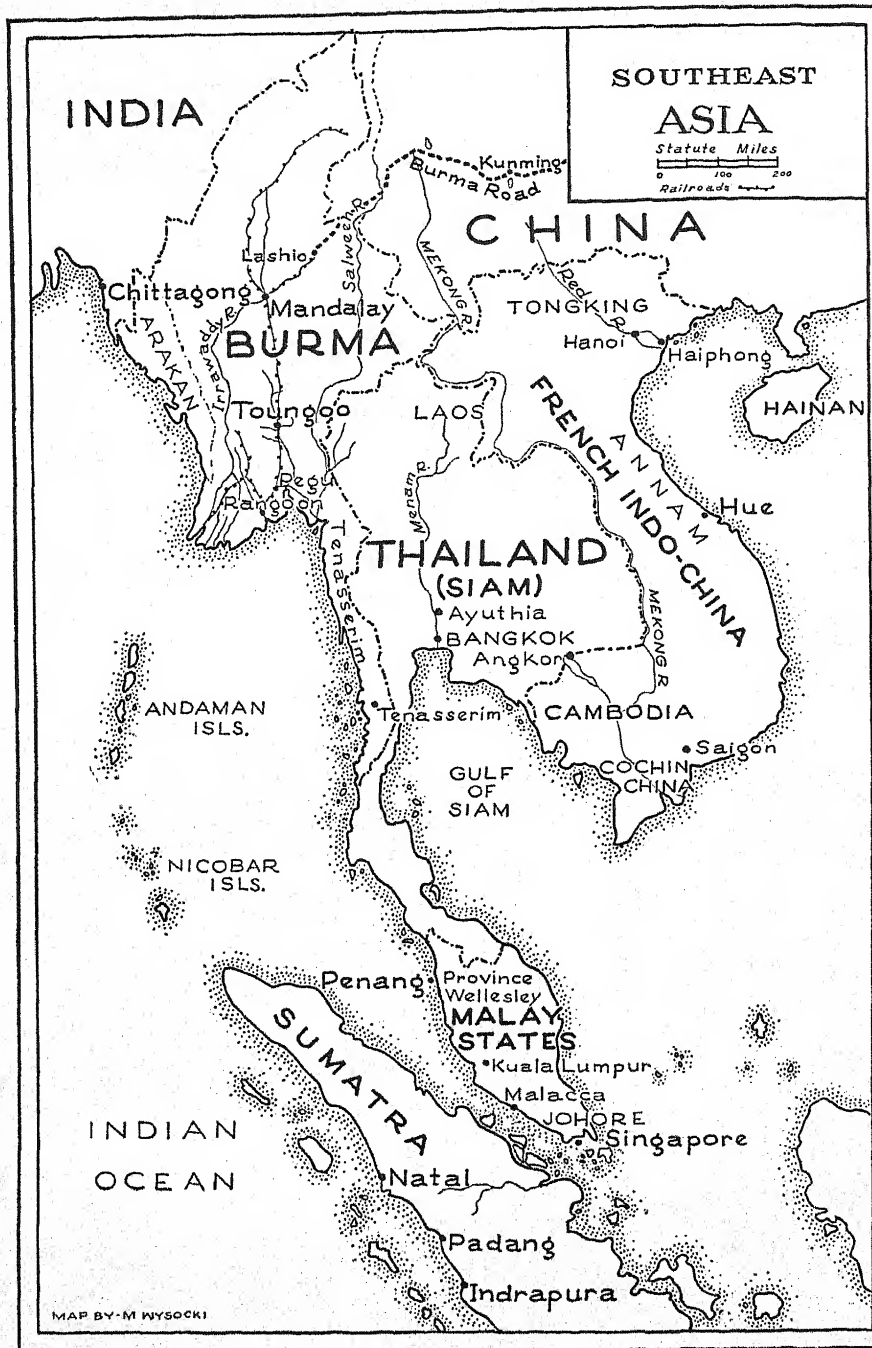 SOUTHEAST
ASIA
Statute Miles
0 100 200
Railroads
INDIA
Kunming
Burma Road
CHINA
Salween R.
MEKONG R.
Lashio
Chittagong
Mandalay
Red R.
TONGKING
Hanoi
Haiphong
ARAKAN
Irrawaddy R.
BURMA
HAINAN
Toungoo
LAOS
FRENCH INDO-CHINA
ANNAM
Pegu
Rangoon
Menam R.
Hue
Tenasserim
THAILAND
(SIAM)
MEKONG R
Ayuthia
BANGKOK
Angkor
ANDAMAN
ISLS.
Tenasserim
CAMBODIA
Saigon
GULF
OF
SIAM
COCHIN
CHINA
NICOBAR
ISLS.
Penang
Province
Wellesley
MALAY
STATES
SUMATRA
Kuala Lumpur
Malacca
JOHORE
Singapore
INDIAN
OCEAN
Natal
Padang
Indrapura
MAP BY-M WYSOCKI